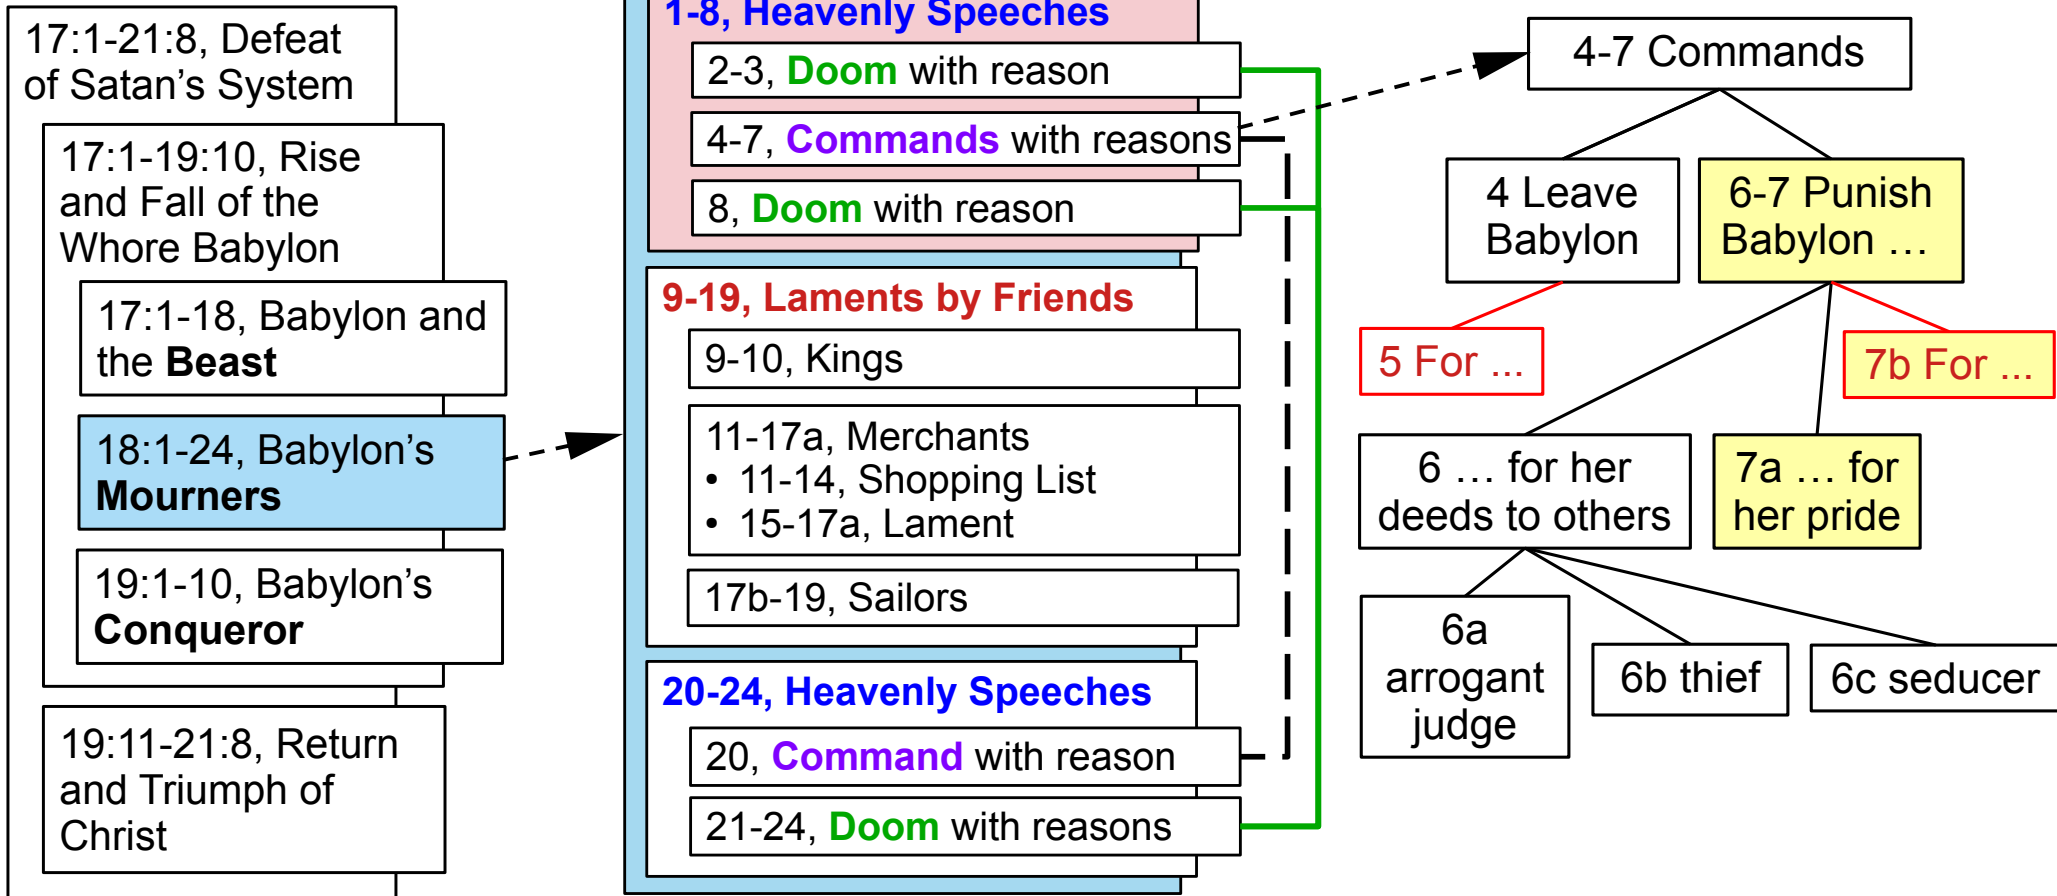 17:1-21:8, Defeat
of Satan’s System
17:1-19:10, Rise
and Fall of the
Whore Babylon
17:1-18, Babylon and
the Beast
18:1-24, Babylon’s
Mourners
19:1-10, Babylon’s
Conqueror
19:11-21:8, Return
and Triumph of
Christ
1-8, Heavenly Speeches
2-3, Doom with reason
4-7, Commands with reasons
8, Doom with reason
9-19, Laments by Friends
9-10, Kings
11-17a, Merchants
• 11-14, Shopping List
• 15-17a, Lament
17b-19, Sailors
20-24, Heavenly Speeches
20, Command with reason
21-24, Doom with reasons
4-7 Commands
4 Leave
Babylon
6-7 Punish
Babylon …
5 For ...
7b For ...
6 … for her
deeds to others
7a … for
her pride
6a
arrogant
judge
6b thief
6c seducer